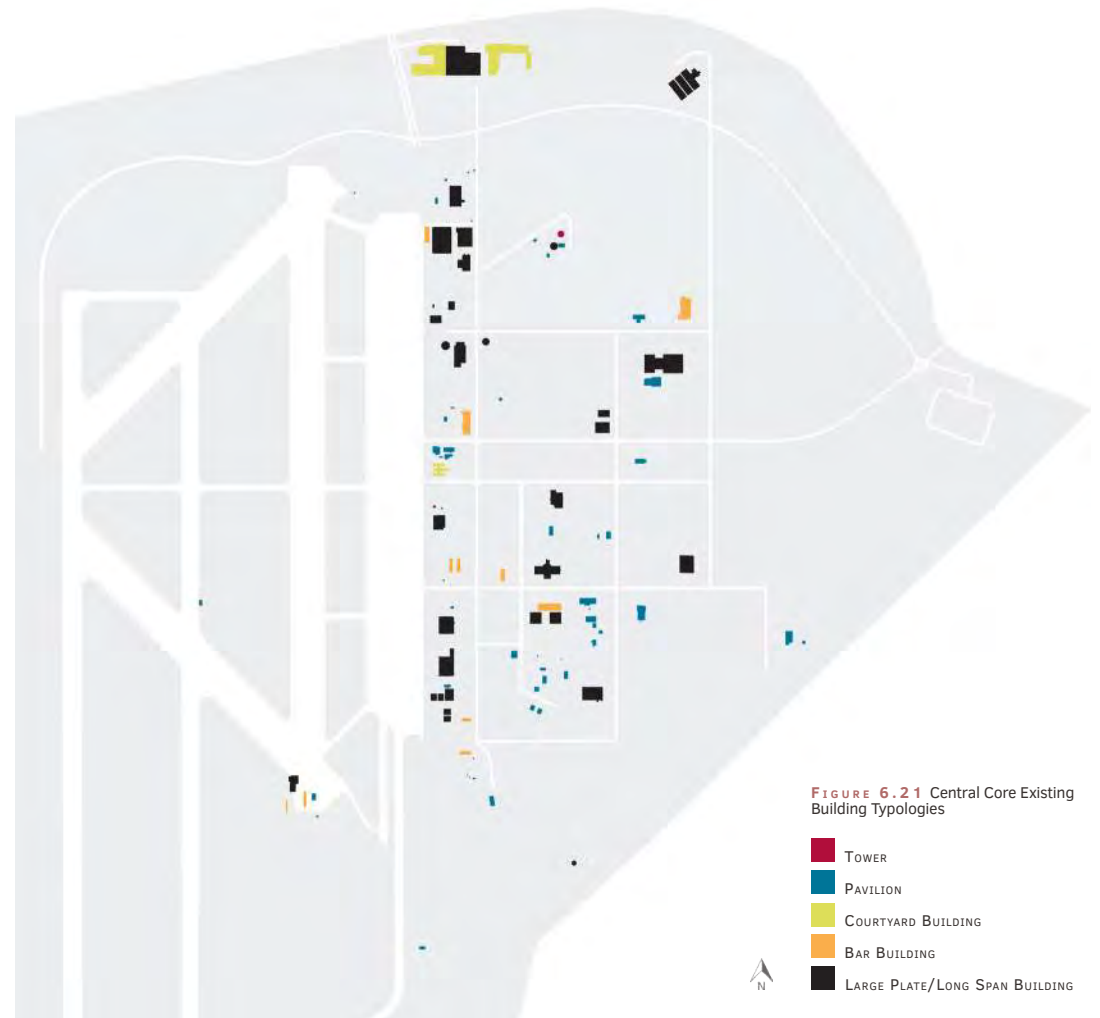 FIGURE 6.21 Central Core Existing
Building Typologies
TOWER
PAVILION
COURTYARD BUILDING
BAR BUILDING
LARGE PLATE/LONG SPAN BUILDING
N